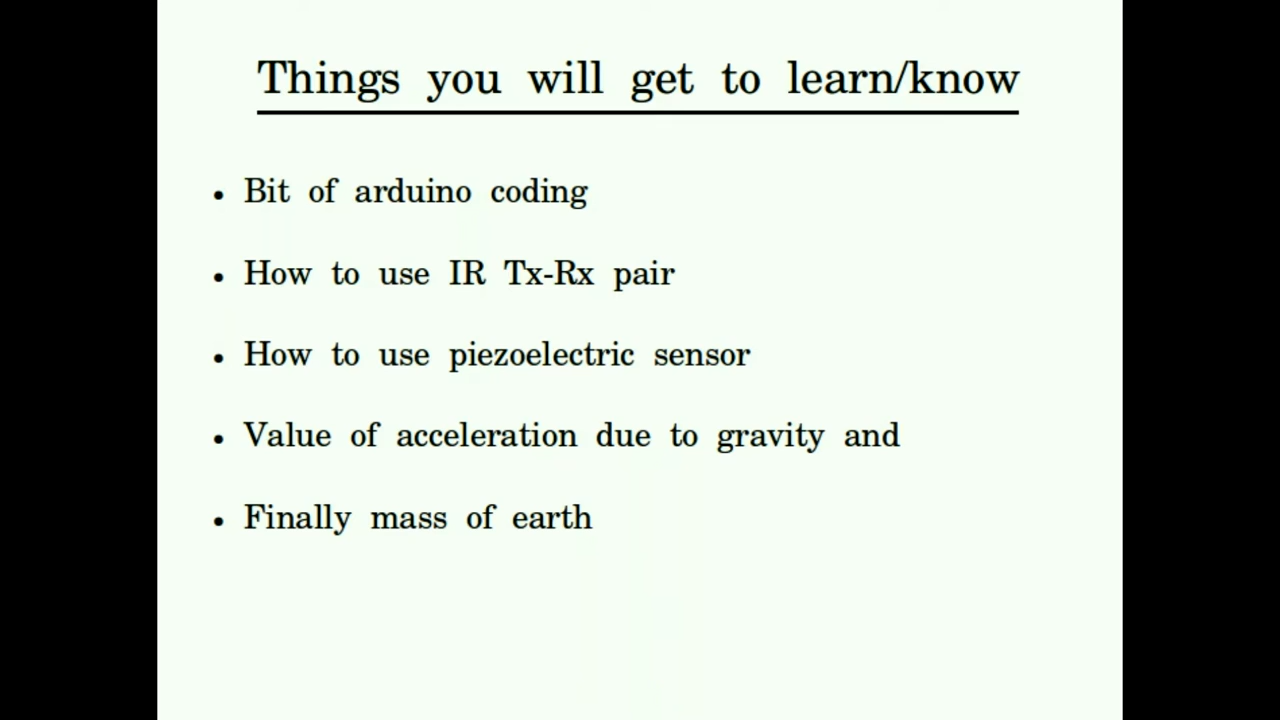 Things you will get to learn/know
• Bit of arduino coding
• How to use IR Tx-Rx pair
• How to use piezoelectric sensor
• Value of acceleration due to gravity and
• Finally mass of earth